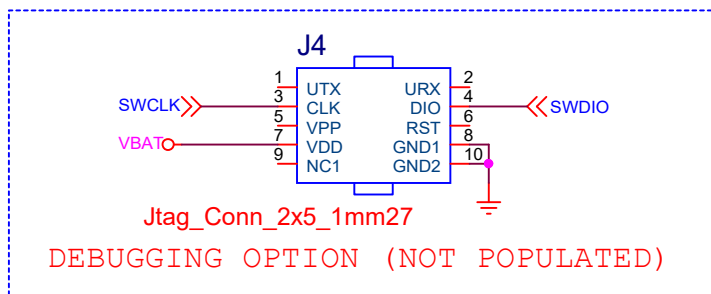 J4
1 UTX URX 2
SWCLK 3 CLK DIO 4 SWDIO
5 VPP RST 6
VBAT 7 VDD GND1 8
9 NC1 GND2 10
Jtag_Conn_2x5_1mm27
DEBUGGING OPTION (NOT POPULATED)